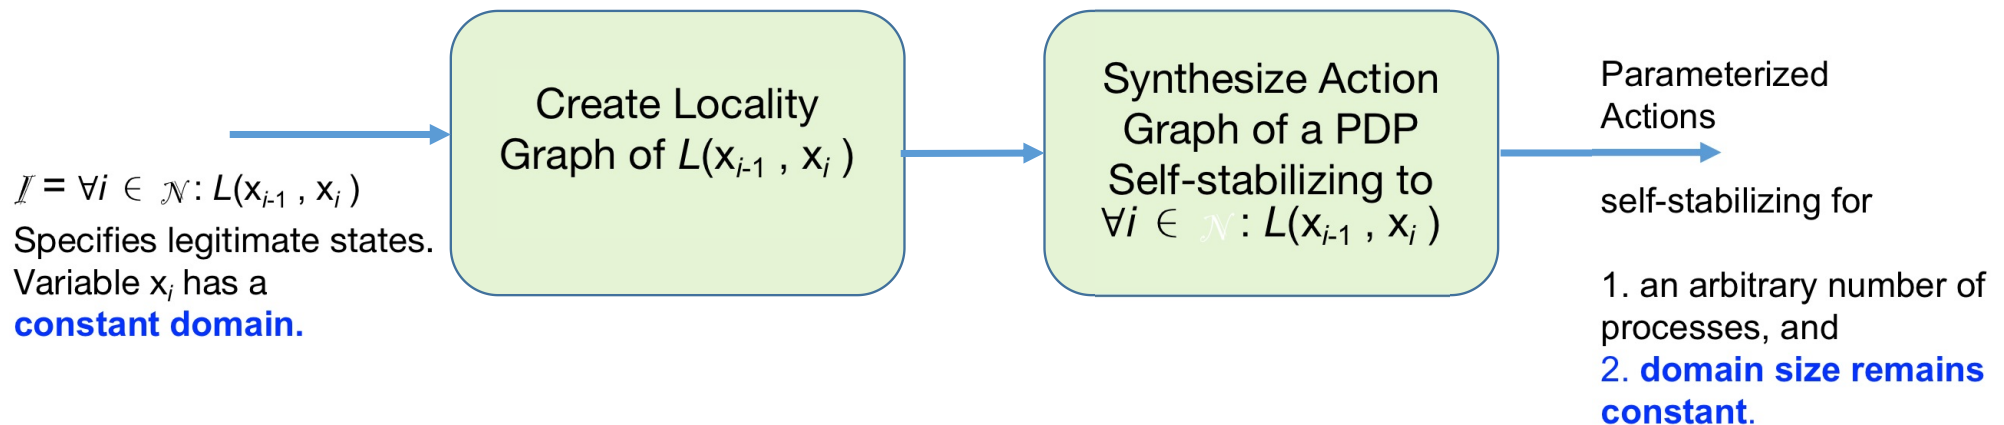 ℐ = ∀i ∈ 𝒩 : L(xᵢ₋₁ , xᵢ )
Specifies legitimate states.
Variable xᵢ has a
constant domain.
Create Locality
Graph of L(xᵢ₋₁ , xᵢ )
Synthesize Action
Graph of a PDP
Self-stabilizing to
∀i ∈ 𝒩 : L(xᵢ₋₁ , xᵢ )
Parameterized
Actions
self-stabilizing for
1. an arbitrary number of
processes, and
2. domain size remains
constant.